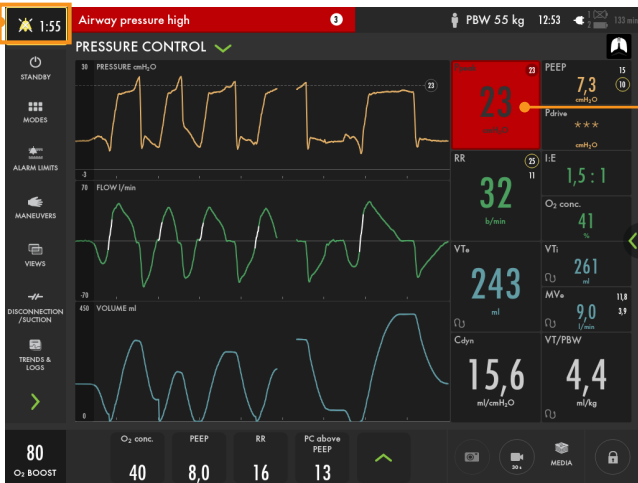 1:55
Airway pressure high
3
PBW 55 kg
12:53
1
2
133 min
PRESSURE CONTROL
STANDBY
MODES
ALARM LIMITS
MANEUVERS
VIEWS
DISCONNECTION
/SUCTION
TRENDS &
LOGS
30 PRESSURE cmH₂O
23
-3
70 FLOW l/min
-70
450 VOLUME ml
0
23
23
cmH₂O
PEEP
15
10
7,3
cmH₂O
Pdrive
***
cmH₂O
RR
25
11
32
b/min
I:E
1,5 : 1
O₂ conc.
41
%
VTe
243
ml
VTi
261
ml
MVe
11,8
3,9
9,0
l/min
Cdyn
15,6
ml/cmH₂O
VT/PBW
4,4
ml/kg
80
O₂ BOOST
O₂ conc.
40
PEEP
8,0
RR
16
PC above
PEEP
13
30 s
MEDIA